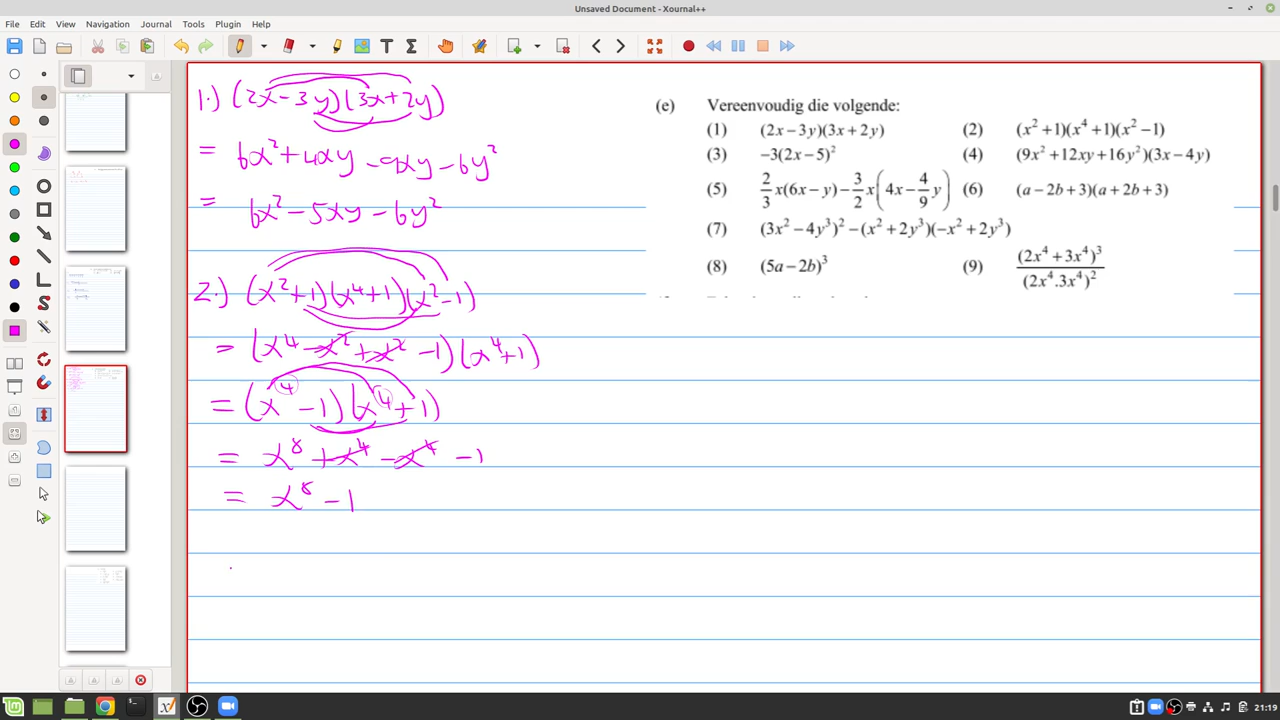 Unsaved Document - Xournal++
File Edit View Navigation Journal Tools Plugin Help
1.) (2x-3y)(3x+2y)
= 6x²+4xy -9xy -6y²
= 6x²-5xy-6y²
2.) (x²+1)(x⁴+1)(x²-1)
= (x⁴-x²+x²-1)(x⁴+1)
= (x⁴-1)(x⁴+1)
= x⁸+x⁴-x⁴-1
= x⁸-1
(e) Vereenvoudig die volgende:
(1) (2x−3y)(3x+2y) (2) (x²+1)(x⁴+1)(x²−1)
(3) −3(2x−5)² (4) (9x²+12xy+16y²)(3x−4y)
(5) 2/3 x(6x−y)−3/2 x(4x−4/9 y) (6) (a−2b+3)(a+2b+3)
(7) (3x²−4y³)²−(x²+2y³)(−x²+2y³)
(8) (5a−2b)³ (9) (2x⁴+3x⁴)³/(2x⁴.3x⁴)²
21:19